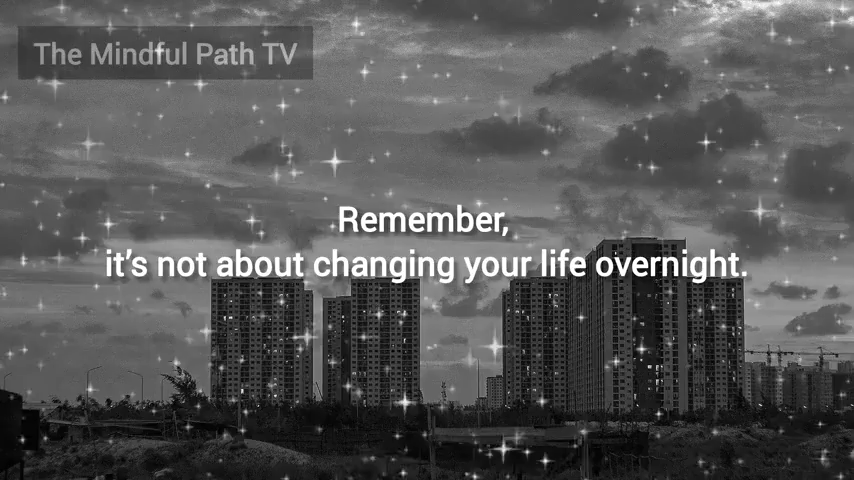 The Mindful Path TV
Remember,
it's not about changing your life overnight.